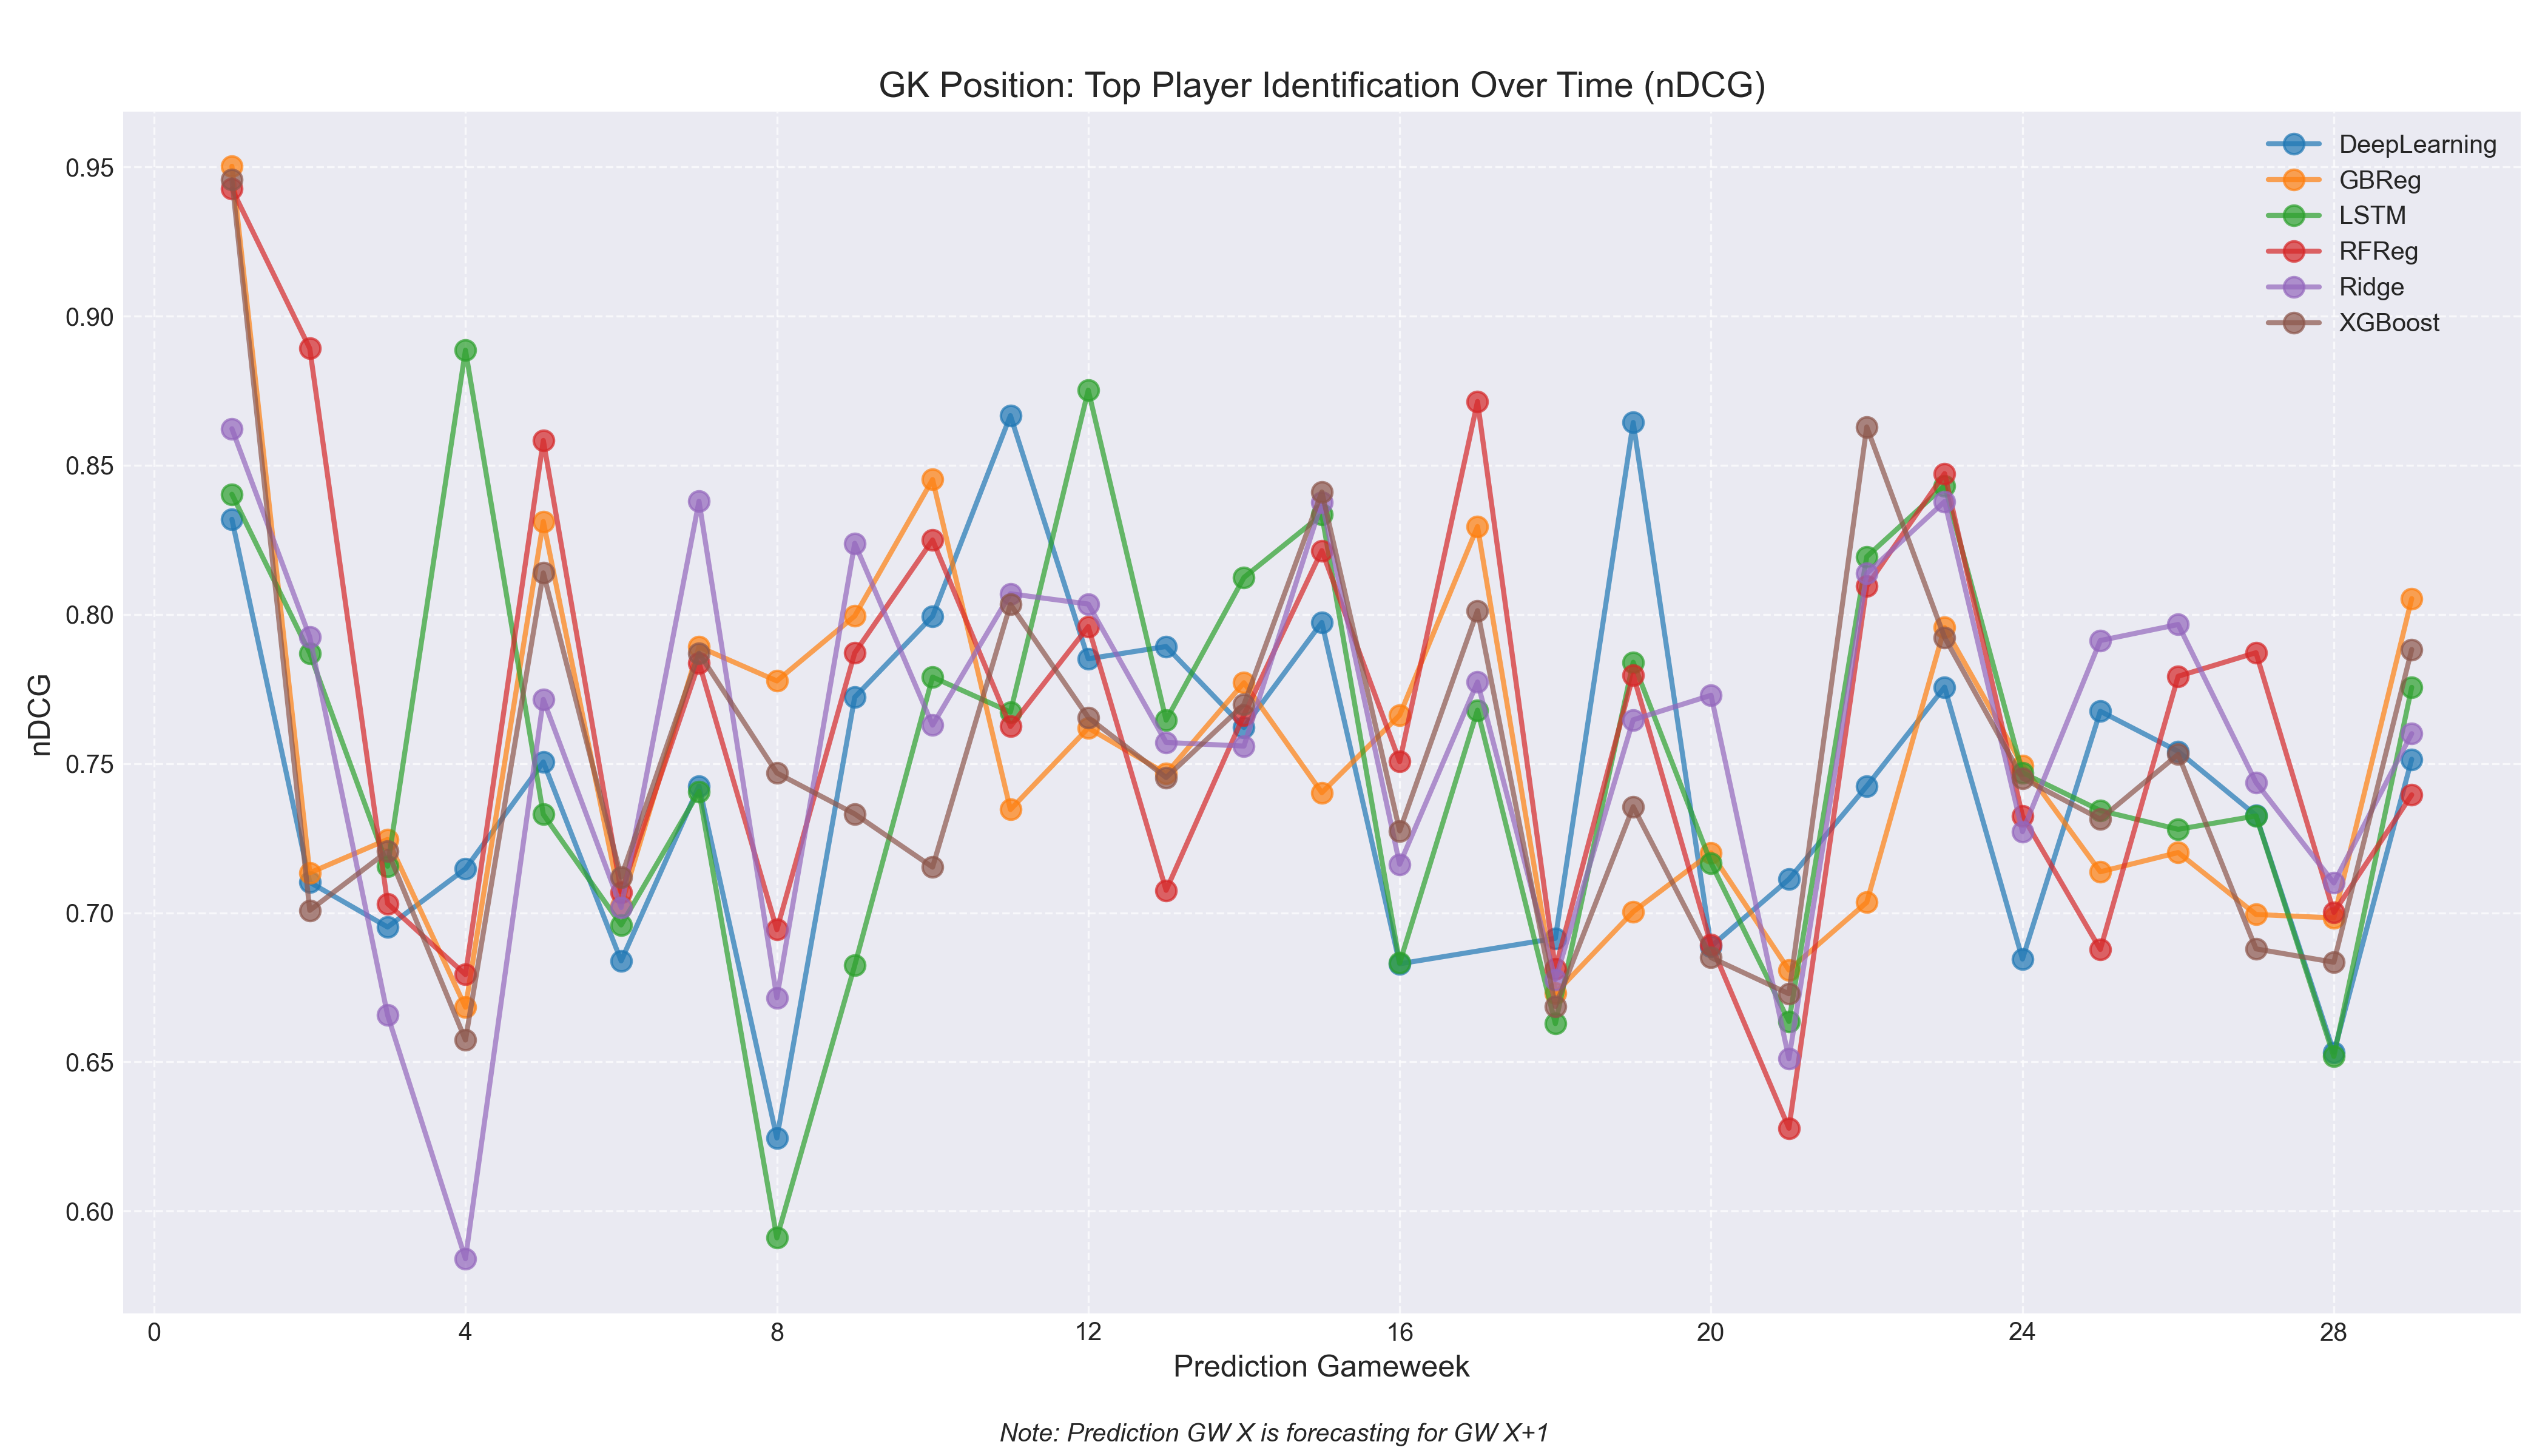 GK Position: Top Player Identification Over Time (nDCG)
DeepLearning
GBReg
LSTM
RFReg
Ridge
XGBoost
nDCG
0.95
0.90
0.85
0.80
0.75
0.70
0.65
0.60
0 4 8 12 16 20 24 28
Prediction Gameweek
Note: Prediction GW X is forecasting for GW X+1